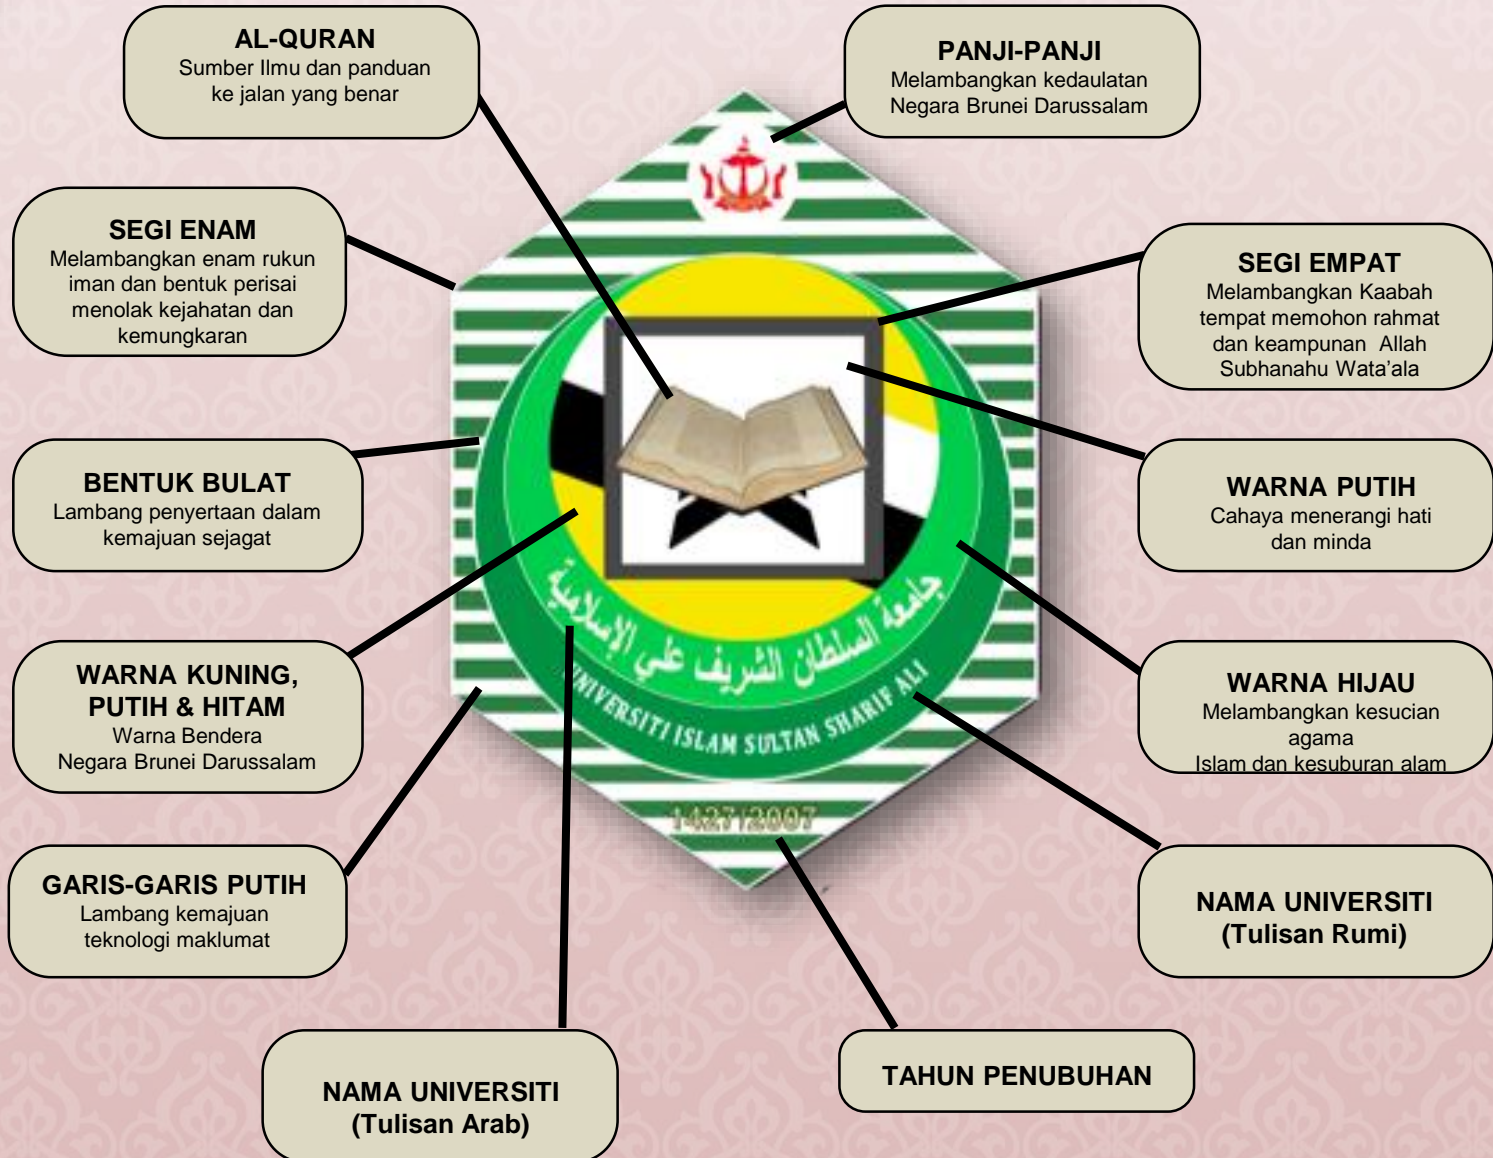 AL-QURAN
Sumber Ilmu dan panduan
ke jalan yang benar
PANJI-PANJI
Melambangkan kedaulatan
Negara Brunei Darussalam
SEGI ENAM
Melambangkan enam rukun
iman dan bentuk perisai
menolak kejahatan dan
kemungkaran
SEGI EMPAT
Melambangkan Kaabah
tempat memohon rahmat
dan keampunan Allah
Subhanahu Wata'ala
BENTUK BULAT
Lambang penyertaan dalam
kemajuan sejagat
WARNA PUTIH
Cahaya menerangi hati
dan minda
WARNA KUNING,
PUTIH & HITAM
Warna Bendera
Negara Brunei Darussalam
WARNA HIJAU
Melambangkan kesucian
agama
Islam dan kesuburan alam
جامعة السلطان الشريف علي الإسلامية
UNIVERSITI ISLAM SULTAN SHARIF ALI
1427/2007
GARIS-GARIS PUTIH
Lambang kemajuan
teknologi maklumat
NAMA UNIVERSITI
(Tulisan Rumi)
NAMA UNIVERSITI
(Tulisan Arab)
TAHUN PENUBUHAN